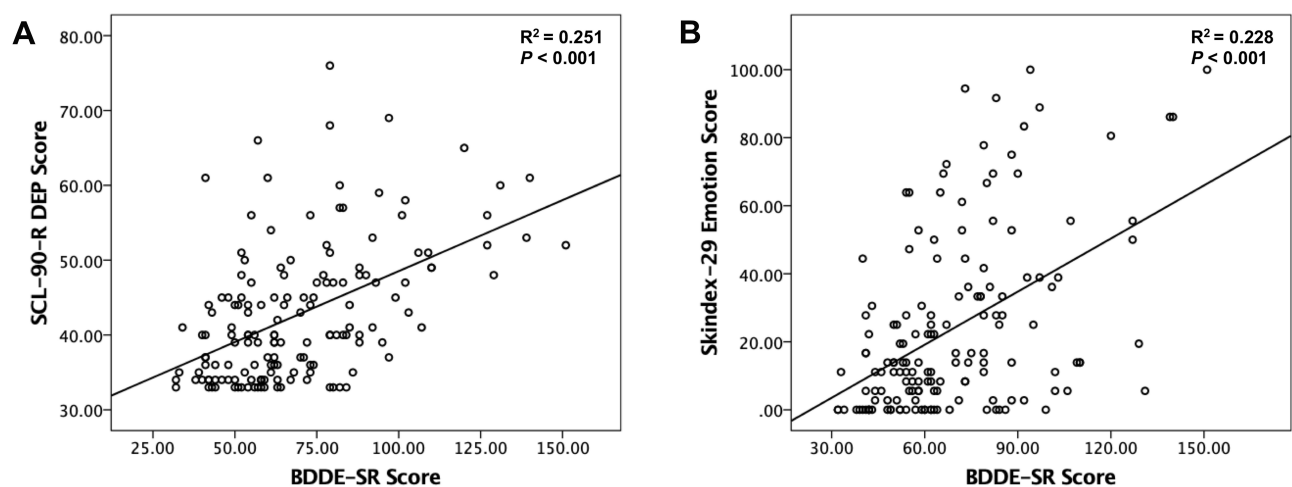 A
R² = 0.251
P < 0.001
SCL-90-R DEP Score
80.00
70.00
60.00
50.00
40.00
30.00
25.00 50.00 75.00 100.00 125.00 150.00
BDDE-SR Score
B
R² = 0.228
P < 0.001
Skindex-29 Emotion Score
100.00
80.00
60.00
40.00
20.00
.00
30.00 60.00 90.00 120.00 150.00
BDDE-SR Score